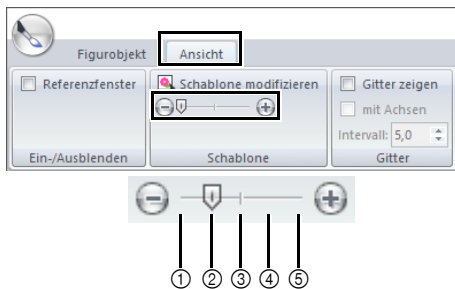 Figurobjekt Ansicht
Referenzfenster Schablone modifizieren Gitter zeigen
mit Achsen
Intervall: 5,0
Ein-/Ausblenden Schablone Gitter
① ② ③ ④ ⑤